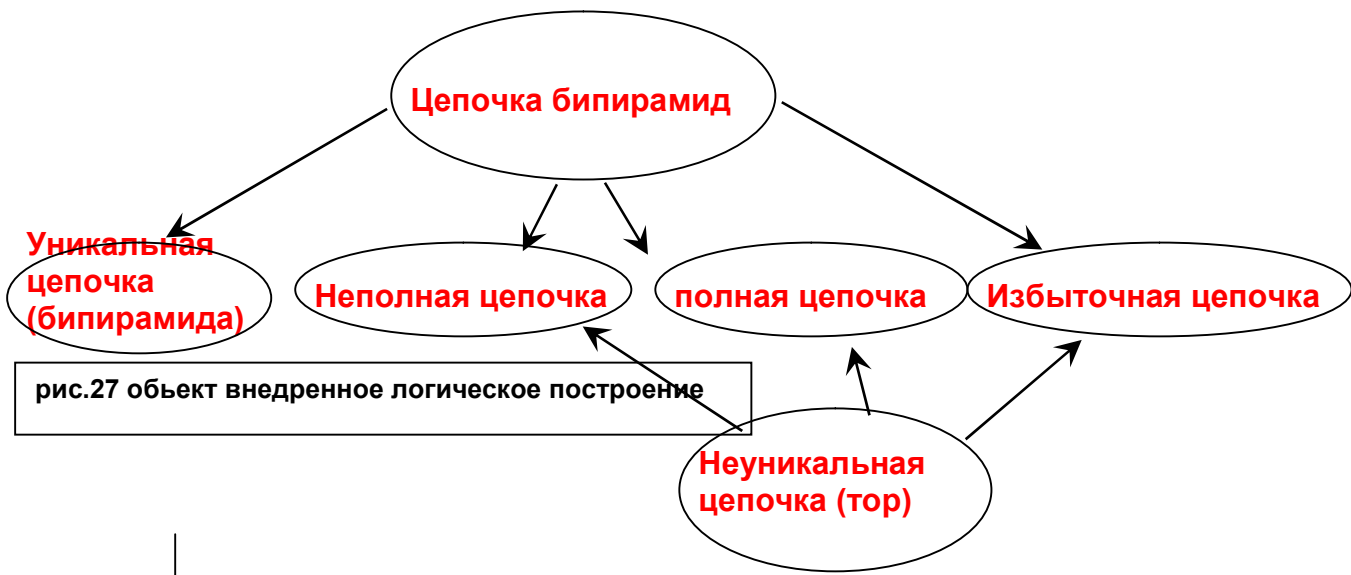 Цепочка бипирамид
Уникальная
цепочка
(бипирамида)
Неполная цепочка
полная цепочка
Избыточная цепочка
рис.27 обьект внедренное логическое построение
Неуникальная
цепочка (тор)